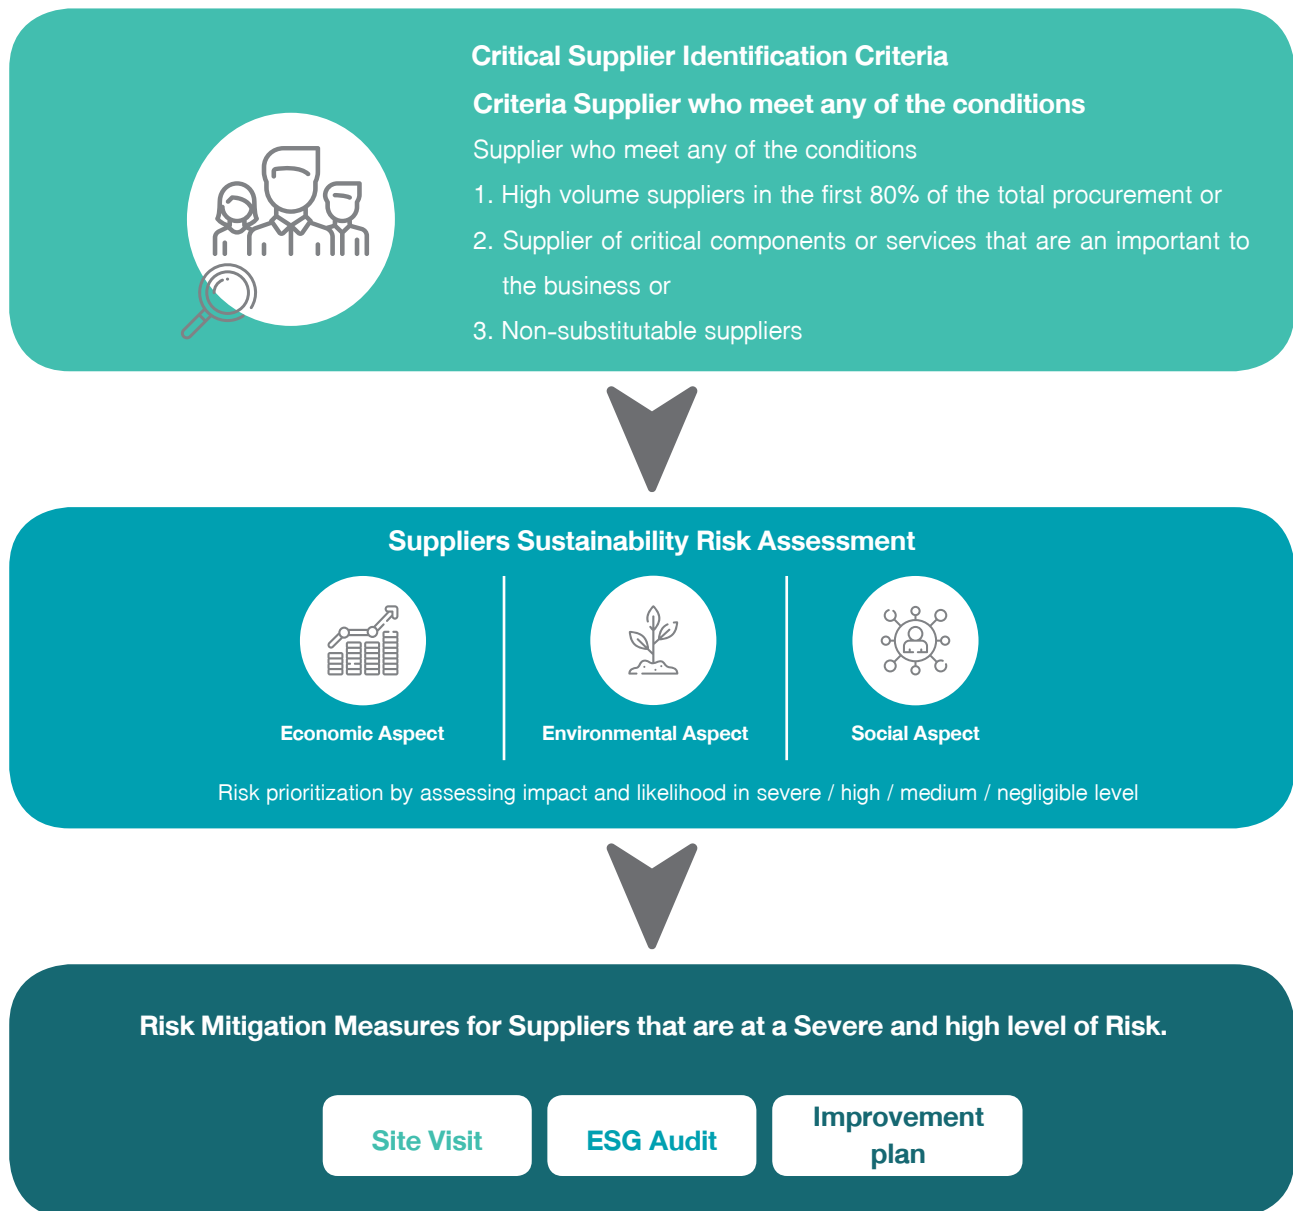 Critical Supplier Identification Criteria
Criteria Supplier who meet any of the conditions
Supplier who meet any of the conditions
1. High volume suppliers in the first 80% of the total procurement or
2. Supplier of critical components or services that are an important to
the business or
3. Non-substitutable suppliers
Suppliers Sustainability Risk Assessment
Economic Aspect
Environmental Aspect
Social Aspect
Risk prioritization by assessing impact and likelihood in severe / high / medium / negligible level
Risk Mitigation Measures for Suppliers that are at a Severe and high level of Risk.
Site Visit
ESG Audit
Improvement
plan